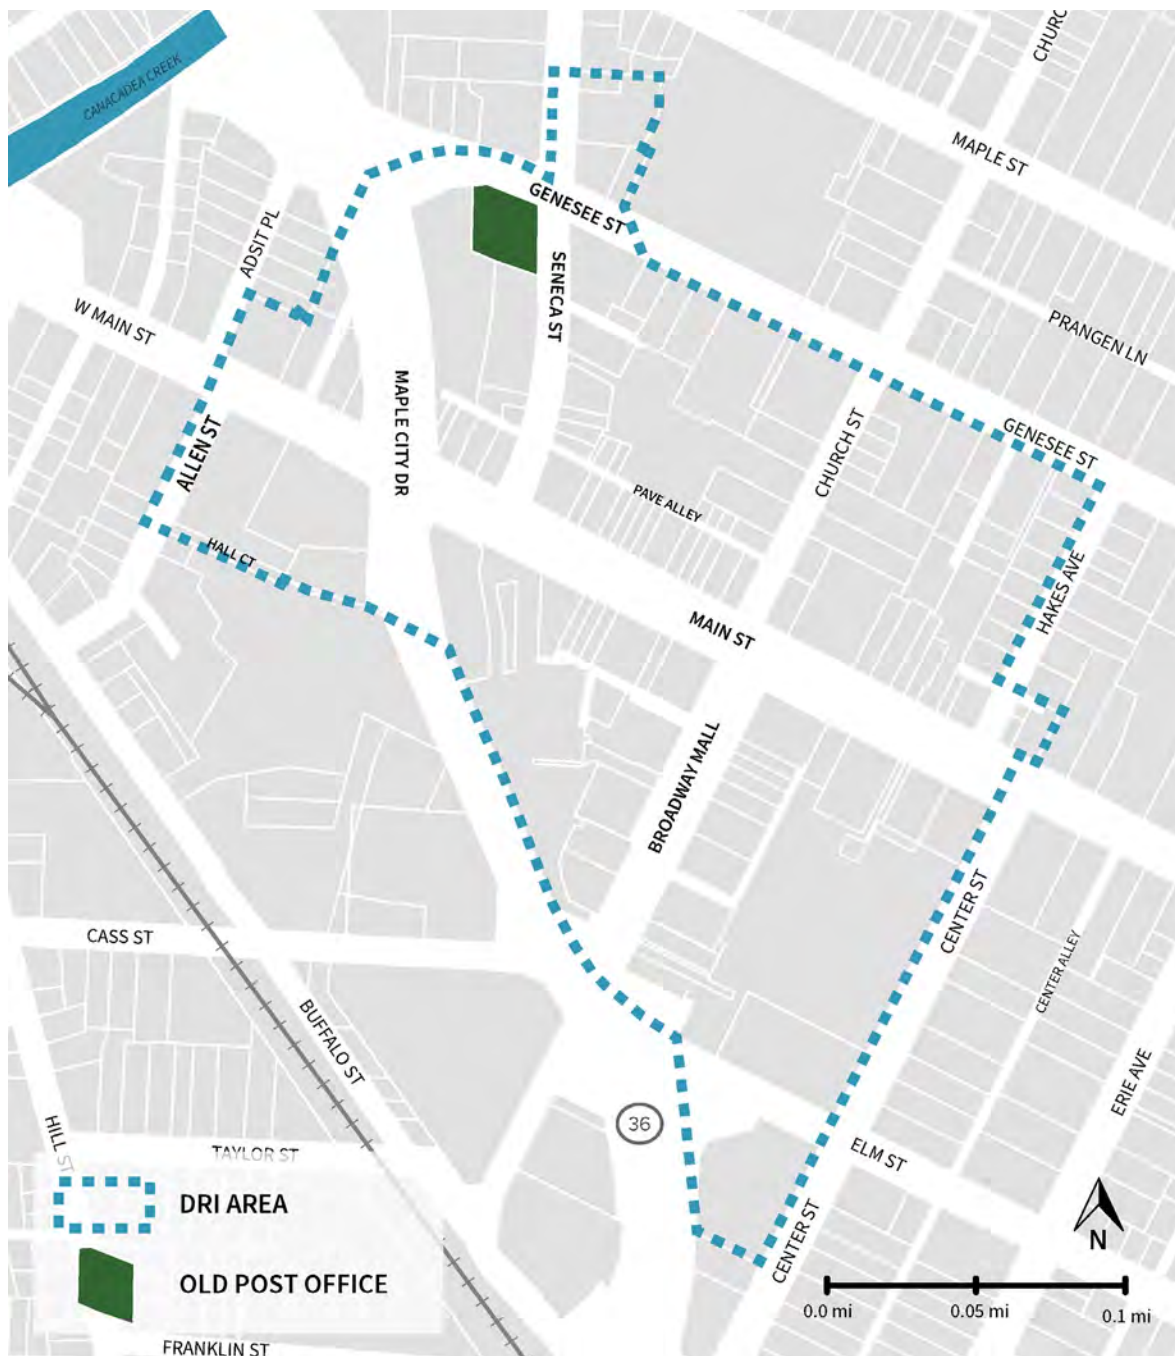 CANACADEA CREEK
CHURC
MAPLE ST
GENESEE ST
ADSIT PL
SENECA ST
W MAIN ST
PRANGEN LN
MAPLE CITY DR
ALLEN ST
CHURCH ST
GENESEE ST
PAVE ALLEY
HALL CT
HAKES AVE
MAIN ST
BROADWAY MALL
CENTER ST
CASS ST
CENTER ALLEY
BUFFALO ST
ERIE AVE
36
HILL ST
TAYLOR ST
ELM ST
CENTER ST
DRI AREA
N
OLD POST OFFICE
0.0 mi
0.05 mi
0.1 mi
FRANKLIN ST